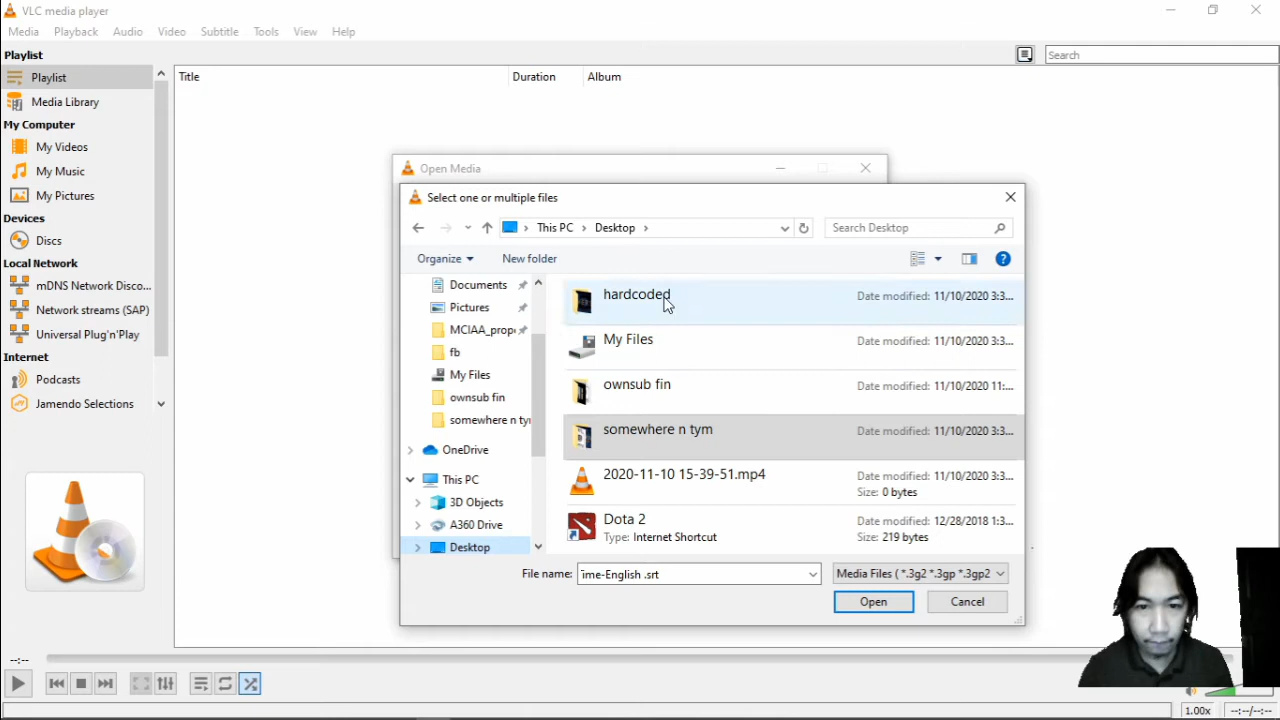 VLC media player
Media Playback Audio Video Subtitle Tools View Help
Playlist
Search
Playlist
Title Duration Album
Media Library
My Computer
My Videos
My Music
My Pictures
Devices
Discs
Local Network
mDNS Network Disco...
Network streams (SAP)
Universal Plug'n'Play
Internet
Podcasts
Jamendo Selections
Open Media
Select one or multiple files
This PC Desktop
Search Desktop
Organize New folder
Documents
Pictures
MCIAA_prop
fb
My Files
ownsub fin
somewhere n tym
OneDrive
This PC
3D Objects
A360 Drive
Desktop
hardcoded Date modified: 11/10/2020 3:3...
My Files Date modified: 11/10/2020 3:3...
ownsub fin Date modified: 11/10/2020 11:...
somewhere n tym Date modified: 11/10/2020 3:3...
2020-11-10 15-39-51.mp4 Date modified: 11/10/2020 3:3...
Size: 0 bytes
Dota 2 Date modified: 12/28/2018 1:3...
Type: Internet Shortcut Size: 219 bytes
File name: ime-English .srt Media Files ( *.3g2 *.3gp *.3gp2
Open Cancel
--:--
1.00x --:--/--:--